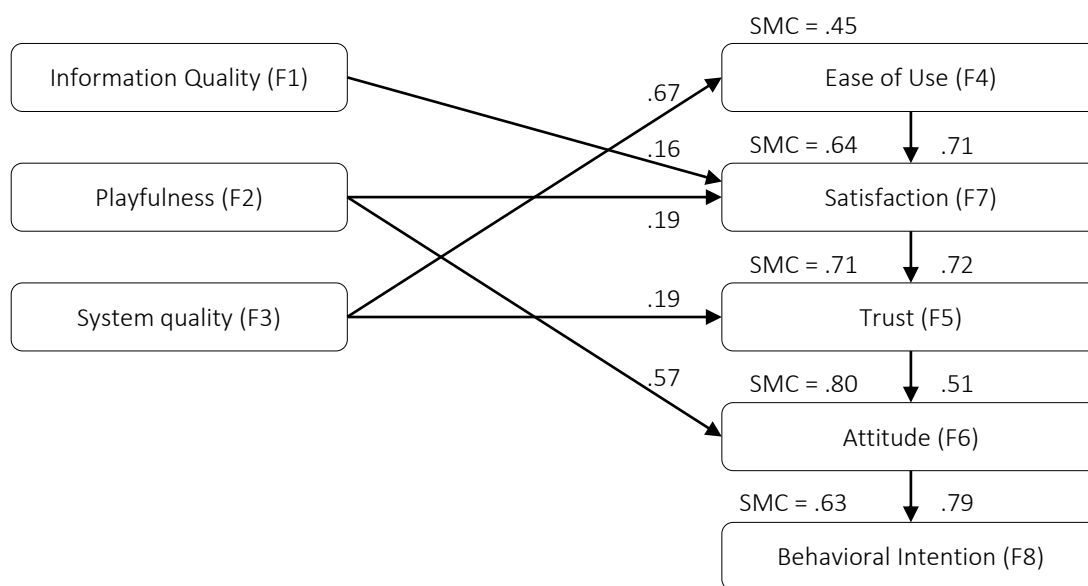 SMC = .45
Information Quality (F1)
Ease of Use (F4)
.67
.16
SMC = .64
.71
Playfulness (F2)
Satisfaction (F7)
.19
SMC = .71
.72
System quality (F3)
.19
Trust (F5)
.57
SMC = .80
.51
Attitude (F6)
SMC = .63
.79
Behavioral Intention (F8)